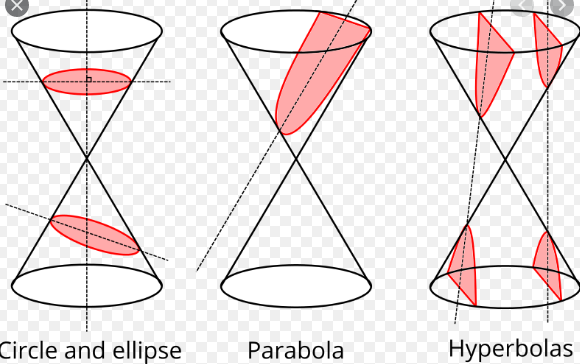 Circle and ellipse
Parabola
Hyperbolas